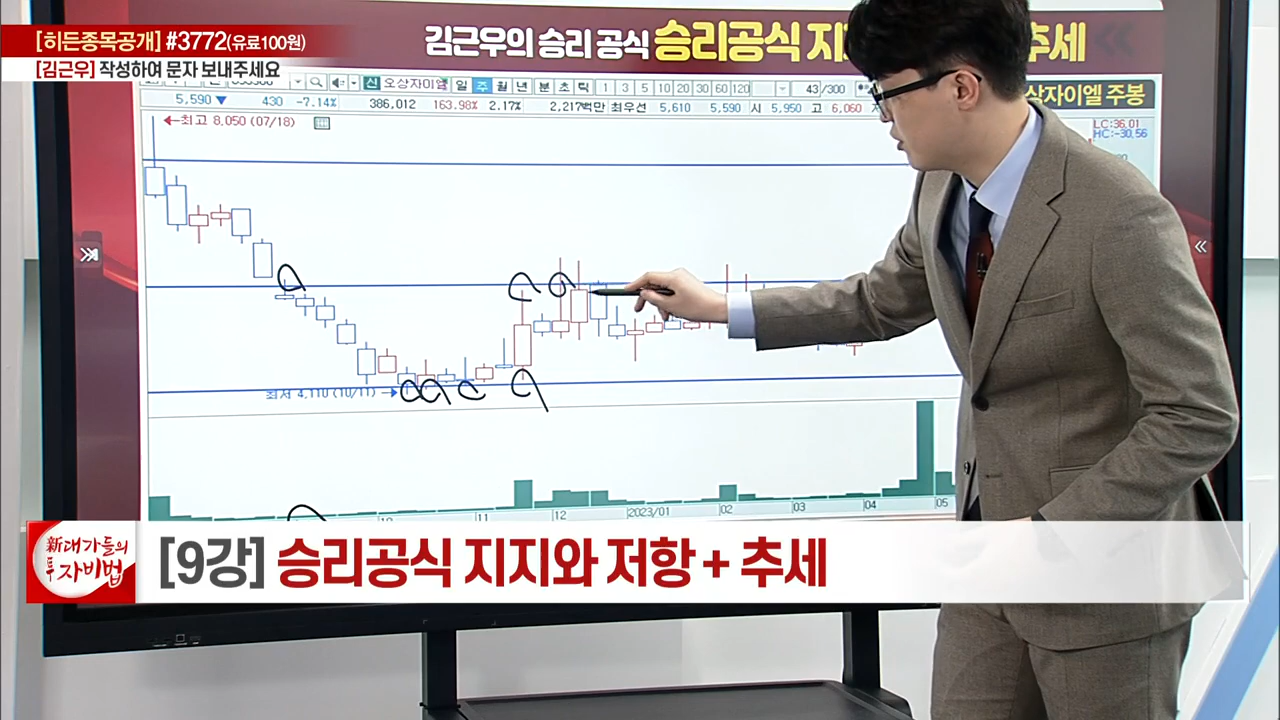 [히든종목공개] #3772(유료100원)
[김근우] 작성하여 문자 보내주세요
김근우의 승리 공식 승리공식 지 추세
신 오상자이엘 일 주 월 년 분 초 틱 1 3 5 10 20 30 60 120 43/300
5,590 ▼ 430 -7.14% 386,012 163.98% 2.17% 2,217백만 최우선 5,610 5,590 시 5,950 고 6,060
상자이엘 주봉
LC:36.01
HC:-30.56
←최고 8,050 (07/18)
최저 4,110 (10/11) →
11 12 2023/01 02 03 04 05
新 대가들의
투자비법
[9강] 승리공식 지지와 저항 + 추세